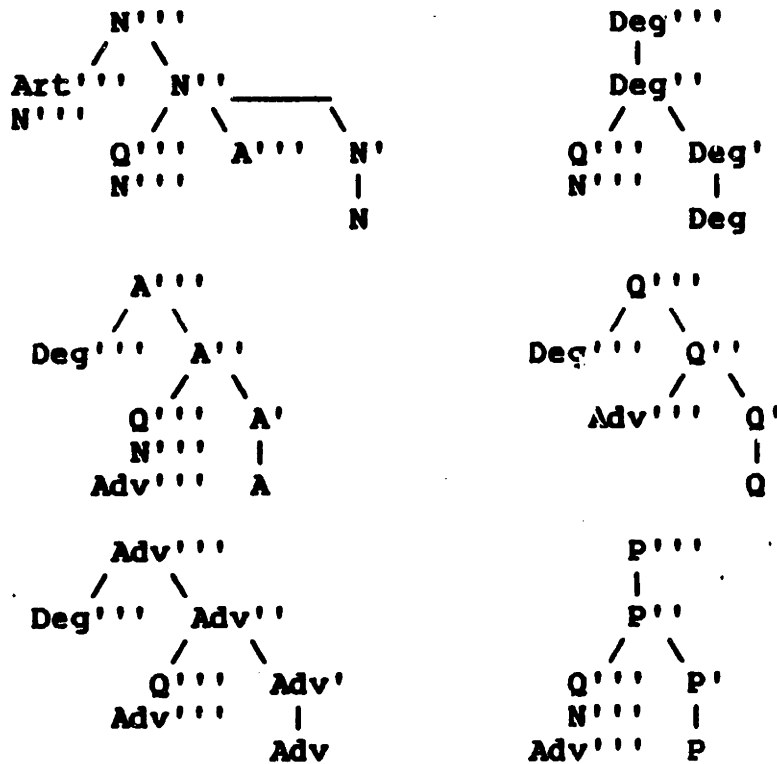 N''' Deg'''
Art''' N'' Deg''
N'''
Q''' A''' N' Q''' Deg'
N''' N'''
N Deg
A''' Q'''
Deg''' A'' Deg''' Q''
Q''' A' Adv''' Q'
N'''
Adv''' A Q
Adv''' P'''
Deg''' Adv'' P''
Q''' Adv' Q''' P'
Adv''' N'''
Adv Adv''' P